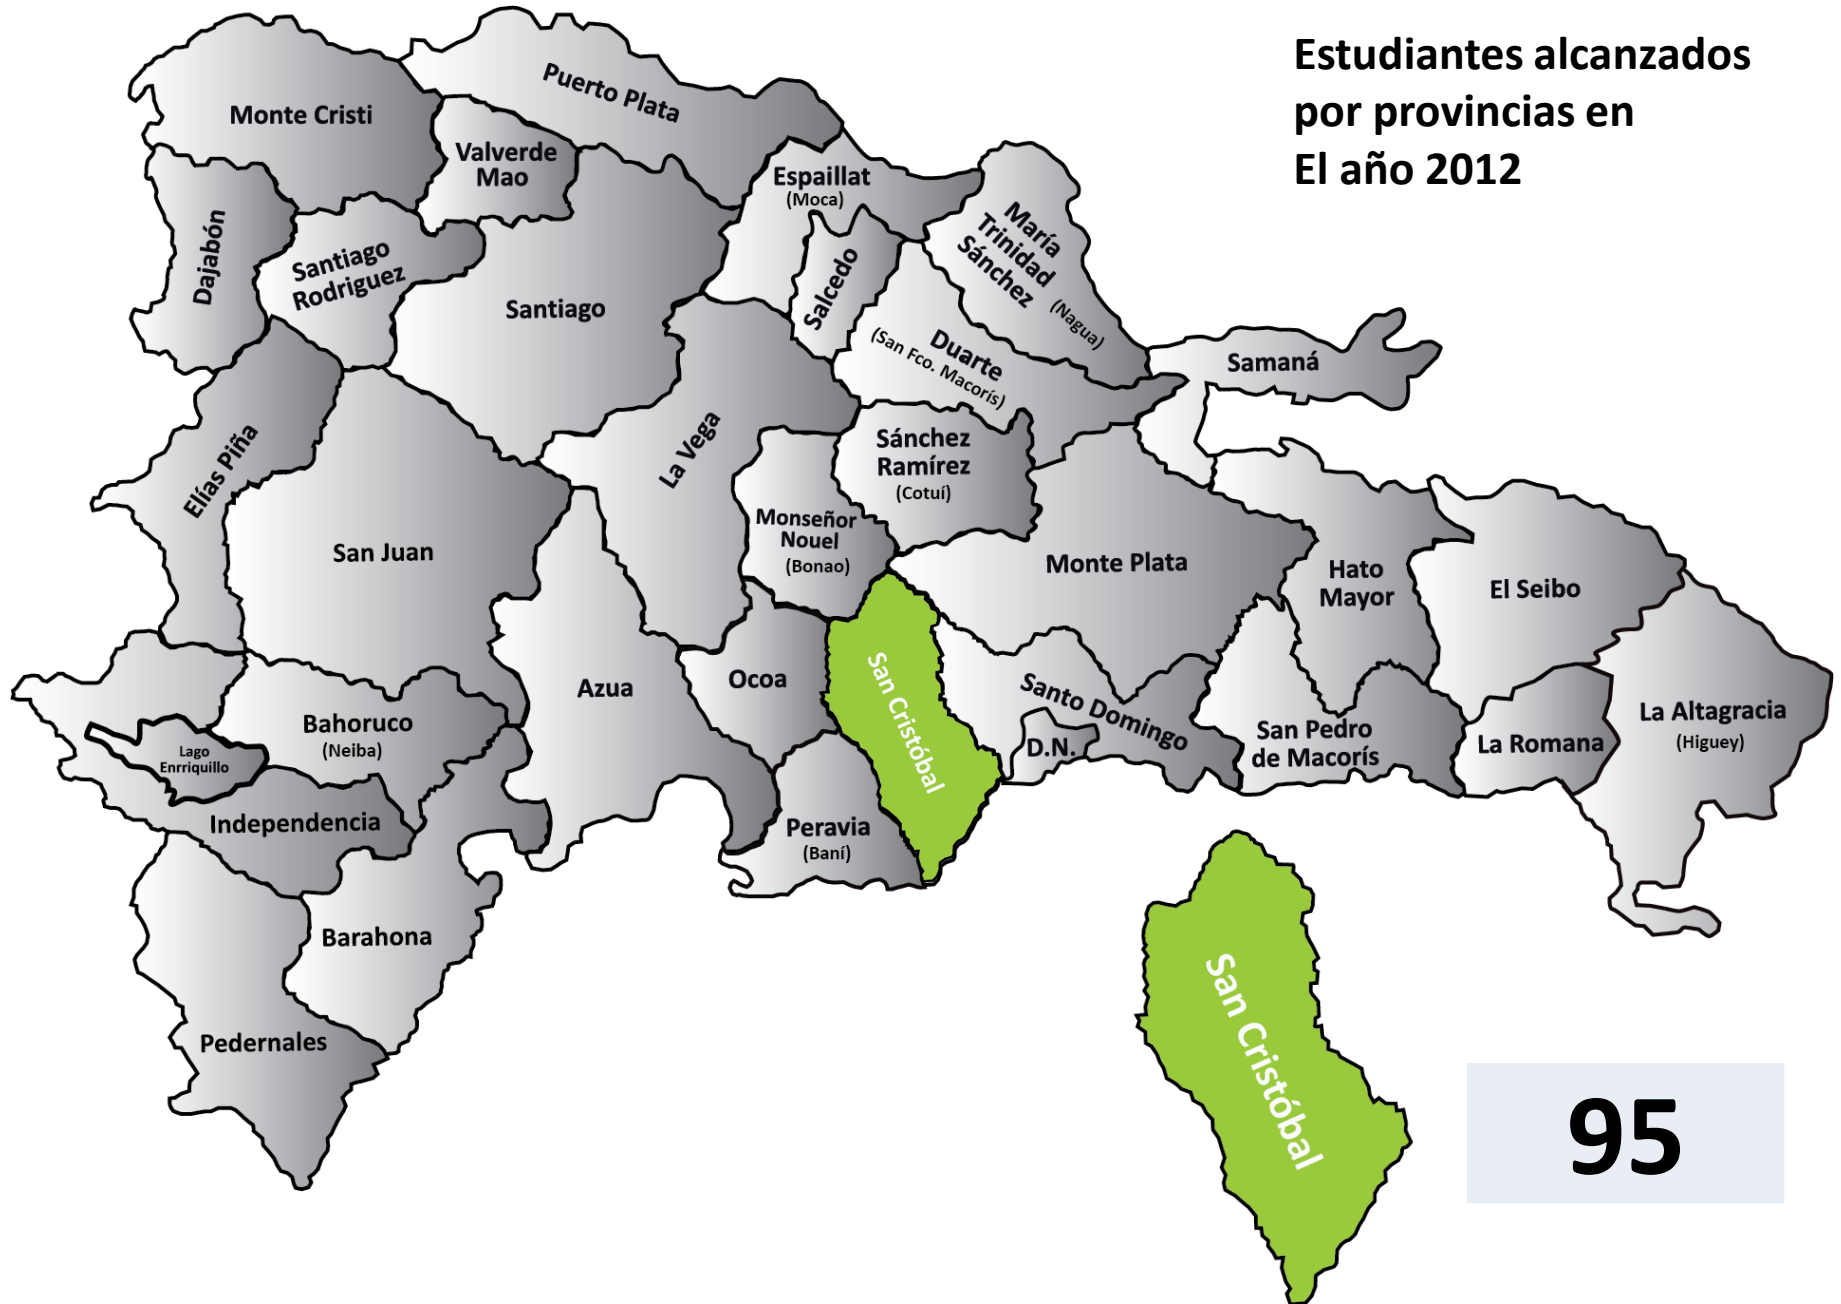 Estudiantes alcanzados
por provincias en
El año 2012
Monte Cristi
Puerto Plata
Valverde
Mao
Espaillat
(Moca)
María
Trinidad
Sánchez
(Nagua)
Dajabón
Santiago
Rodriguez
Santiago
Salcedo
Duarte
(San Fco. Macorís)
Samaná
Elías Piña
La Vega
Sánchez
Ramírez
(Cotuí)
San Juan
Monseñor
Nouel
(Bonao)
Monte Plata
Hato
Mayor
El Seibo
Azua
Ocoa
San Cristóbal
Santo Domingo
D.N.
San Pedro
de Macorís
La Romana
La Altagracia
(Higuey)
Bahoruco
(Neiba)
Lago
Enrriquillo
Independencia
Peravia
(Baní)
Barahona
Pedernales
San Cristóbal
95